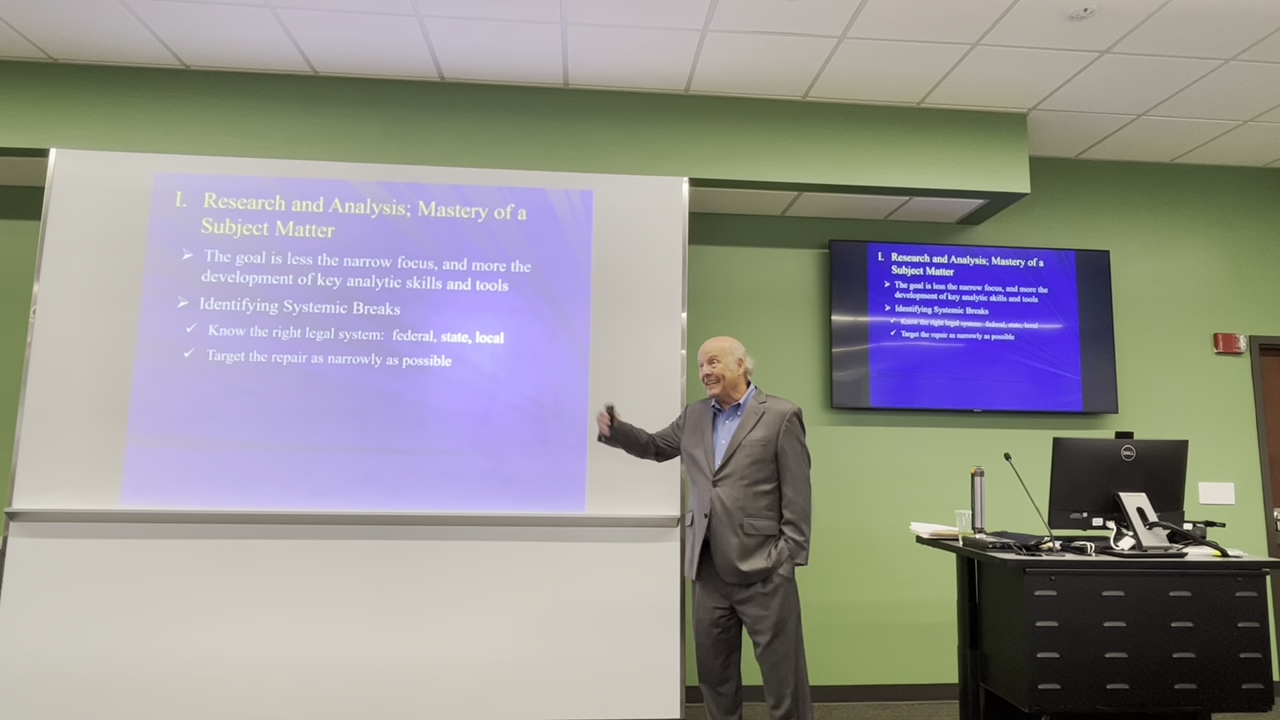 I. Research and Analysis; Mastery of a
Subject Matter
➢ The goal is less the narrow focus, and more the
development of key analytic skills and tools
➢ Identifying Systemic Breaks
✓ Know the right legal system: federal, state, local
✓ Target the repair as narrowly as possible
I. Research and Analysis; Mastery of a
Subject Matter
➢ The goal is less the narrow focus, and more the
development of key analytic skills and tools
➢ Identifying Systemic Breaks
✓ Know the right legal system: federal, state, local
✓ Target the repair as narrowly as possible
DELL